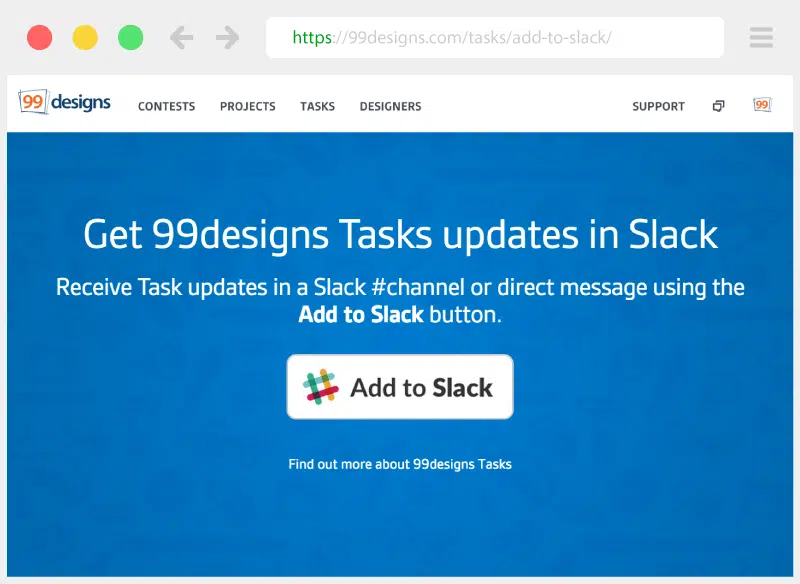 https://99designs.com/tasks/add-to-slack/
99designs CONTESTS PROJECTS TASKS DESIGNERS SUPPORT 99
Get 99designs Tasks updates in Slack
Receive Task updates in a Slack #channel or direct message using the
Add to Slack button.
Add to Slack
Find out more about 99designs Tasks